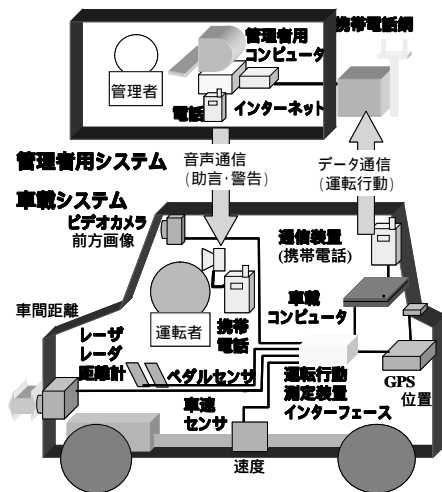 管理者用
コンピュータ
携帯電話網
管理者
電話
インターネット
管理者用システム
音声通信
(助言·警告)
データ通信
(運転行動)
車載システム
ビデオカメラ
前方画像
通信装置
(携帯電話)
車間距離
レーザ
レーダ
距離計
運転者
携帯
電話
車載
コンピュータ
ペダルセンサ
車速
センサ
運転行動
測定装置
インターフェース
GPS
位置
速度